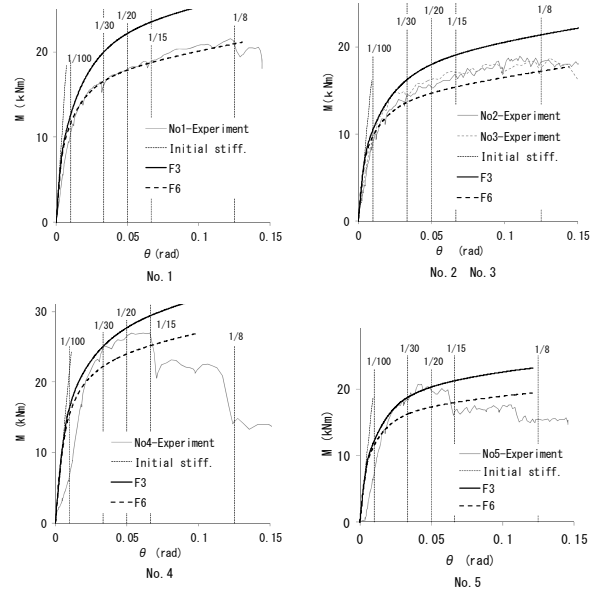 1/20
1/30
1/8
1/15
1/100
20
10
0
M (kNm)
No1-Experiment
Initial stiff.
F3
F6
0 0.05 0.1 0.15
θ (rad)
No.1
1/20
1/30
1/15
1/8
1/100
20
10
0
M (kNm)
No2-Experiment
No3-Experiment
Initial stiff.
F3
F6
0 0.05 0.1 0.15
θ (rad)
No.2 No.3
30
1/20
1/30
1/15
1/100
1/8
20
10
0
M (kNm)
No4-Experiment
Initial stiff.
F3
F6
0 0.05 0.1 0.15
θ (rad)
No.4
30
1/30
1/20
1/15
1/8
1/100
20
10
0
M (kNm)
No5-Experiment
Initial stiff.
F3
F6
0 0.05 0.1 0.15
θ (rad)
No.5